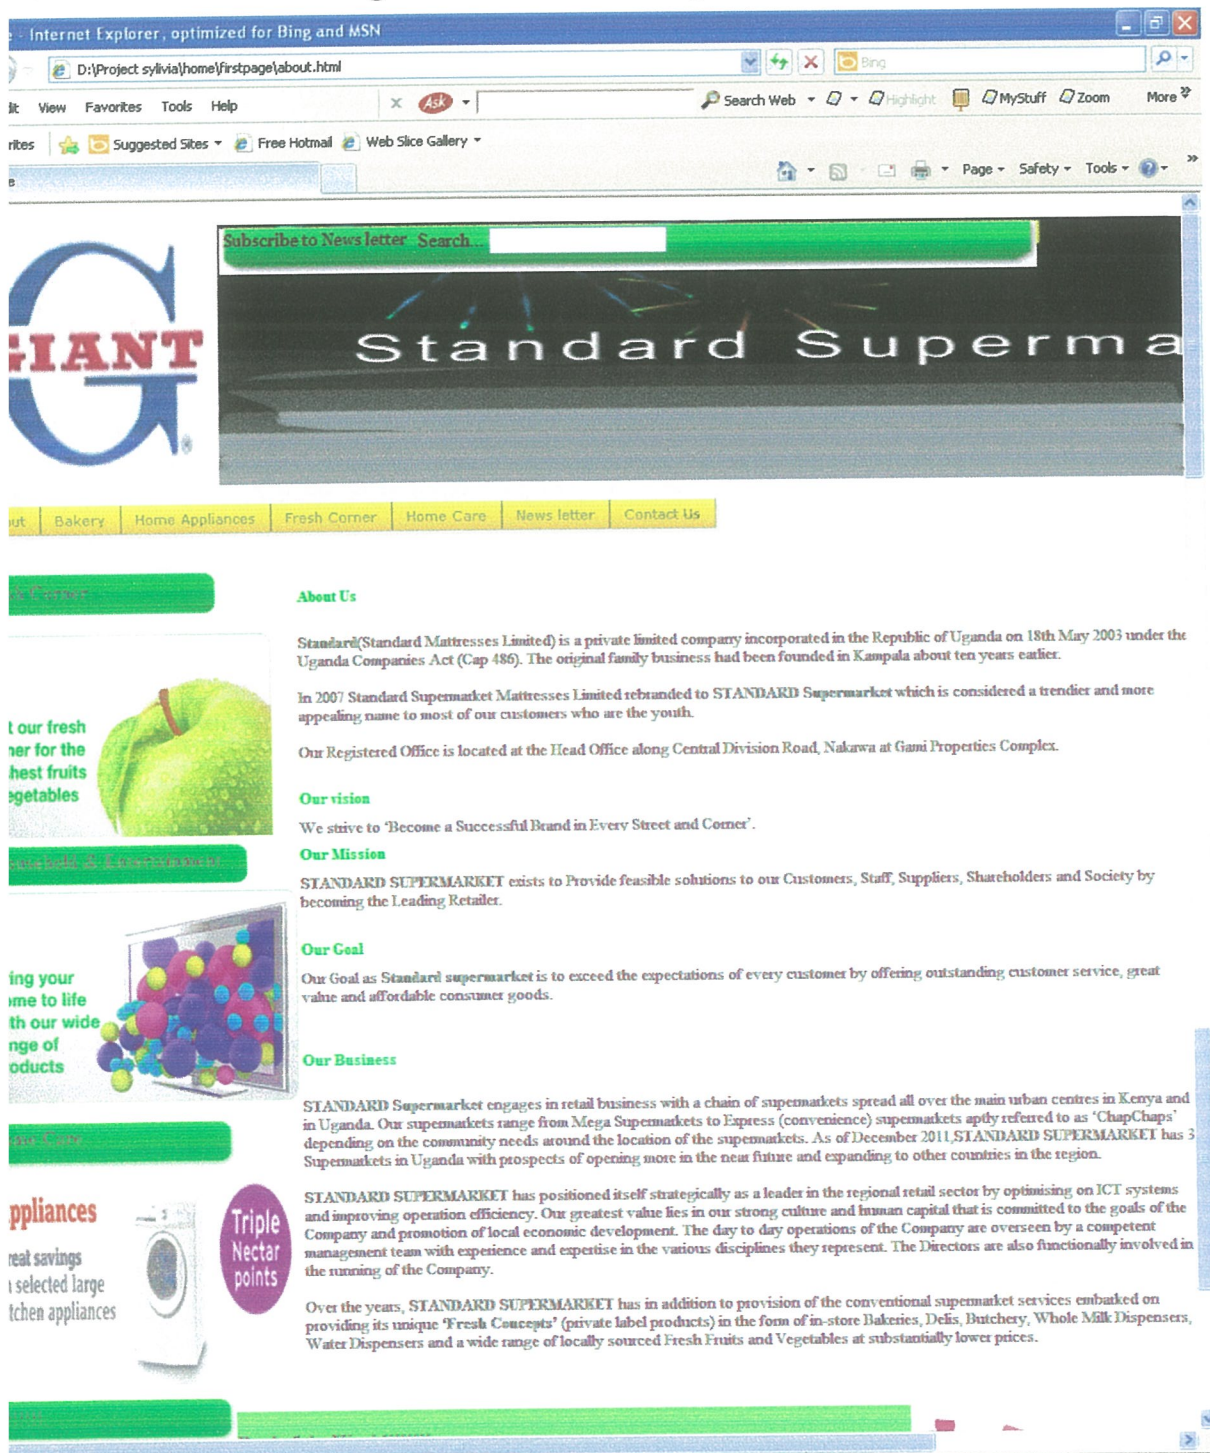 - Internet Explorer, optimized for Bing and MSN
D:\Project sylivia\home\firstpage\about.html
Bing
View Favorites Tools Help
x Ask
Search Web
Highlight
MyStuff
Zoom
More
Suggested Sites
Free Hotmail
Web Slice Gallery
Page
Safety
Tools
Subscribe to News letter Search...
GIANT
®
Standard Superma
Bakery
Home Appliances
Fresh Corner
Home Care
News letter
Contact Us
our fresh
for the
fruits
About Us
Standard(Standard Mattresses Limited) is a private limited company incorporated in the Republic of Uganda on 18th May 2003 under the
Uganda Companies Act (Cap 486). The original family business had been founded in Kampala about ten years earlier.
In 2007 Standard Supermarket Mattresses Limited rebranded to STANDARD Supermarket which is considered a trendier and more
appealing name to most of our customers who are the youth.
Our Registered Office is located at the Head Office along Central Division Road, Nakawa at Gami Properties Complex.
Our vision
We strive to ‘Become a Successful Brand in Every Street and Corner’.
Our Mission
STANDARD SUPERMARKET exists to Provide feasible solutions to our Customers, Staff, Suppliers, Shareholders and Society by
becoming the Leading Retailer.
your
to life
our wide
of
Our Goal
Our Goal as Standard supermarket is to exceed the expectations of every customer by offering outstanding customer service, great
value and affordable consumer goods.
Our Business
STANDARD Supermarket engages in retail business with a chain of supermarkets spread all over the main urban centres in Kenya and
in Uganda. Our supermarkets range from Mega Supermarkets to Express (convenience) supermarkets aptly referred to as ‘ChapChaps’
depending on the community needs around the location of the supermarkets. As of December 2011,STANDARD SUPERMARKET has 3
Supermarkets in Uganda with prospects of opening more in the near future and expanding to other countries in the region.
STANDARD SUPERMARKET has positioned itself strategically as a leader in the regional retail sector by optimising on ICT systems
and improving operation efficiency. Our greatest value lies in our strong culture and human capital that is committed to the goals of the
Company and promotion of local economic development. The day to day operations of the Company are overseen by a competent
management team with experience and expertise in the various disciplines they represent. The Directors are also functionally involved in
the running of the Company.
Over the years, STANDARD SUPERMARKET has in addition to provision of the conventional supermarket services embarked on
providing its unique ‘Fresh Concepts’ (private label products) in the form of in-store Bakeries, Delis, Butchery, Whole Milk Dispensers,
Water Dispensers and a wide range of locally sourced Fresh Fruits and Vegetables at substantially lower prices.
ppliances
reat savings
selected large
tchen appliances
Triple
Nectar
points